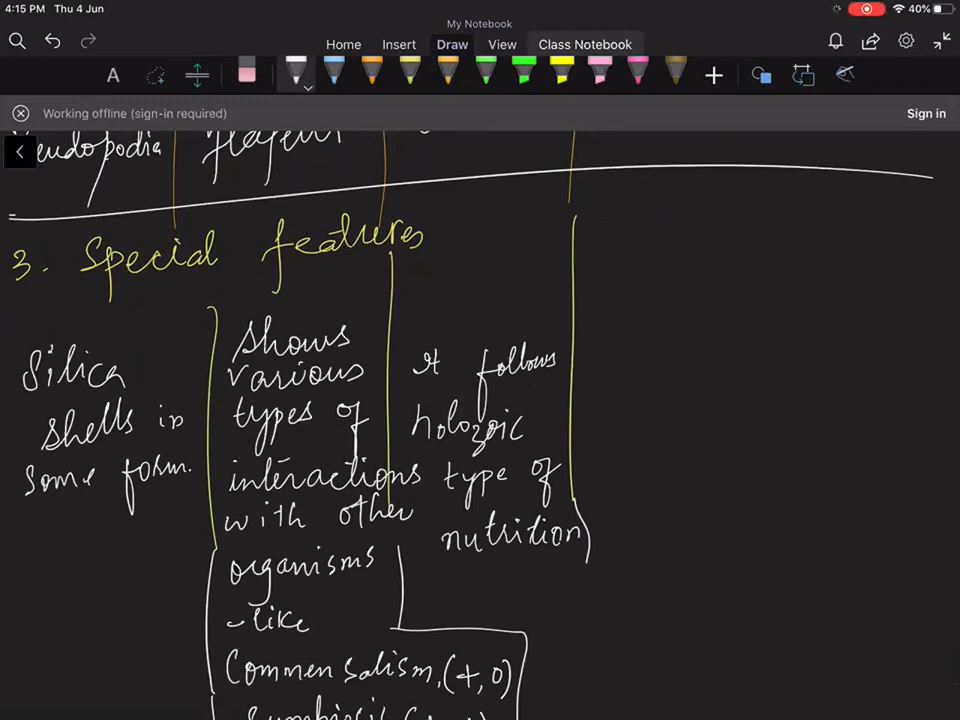 4:15 PM Thu 4 Jun
40%
My Notebook
Home Insert Draw View Class Notebook
A
Working offline (sign-in required) Sign in
3. Special features
Silica
shells in
some form.
shows
various
types of
interactions
with other
organisms
- like
Commensalism, (+, 0)
It follows
holozoic
type of
nutrition